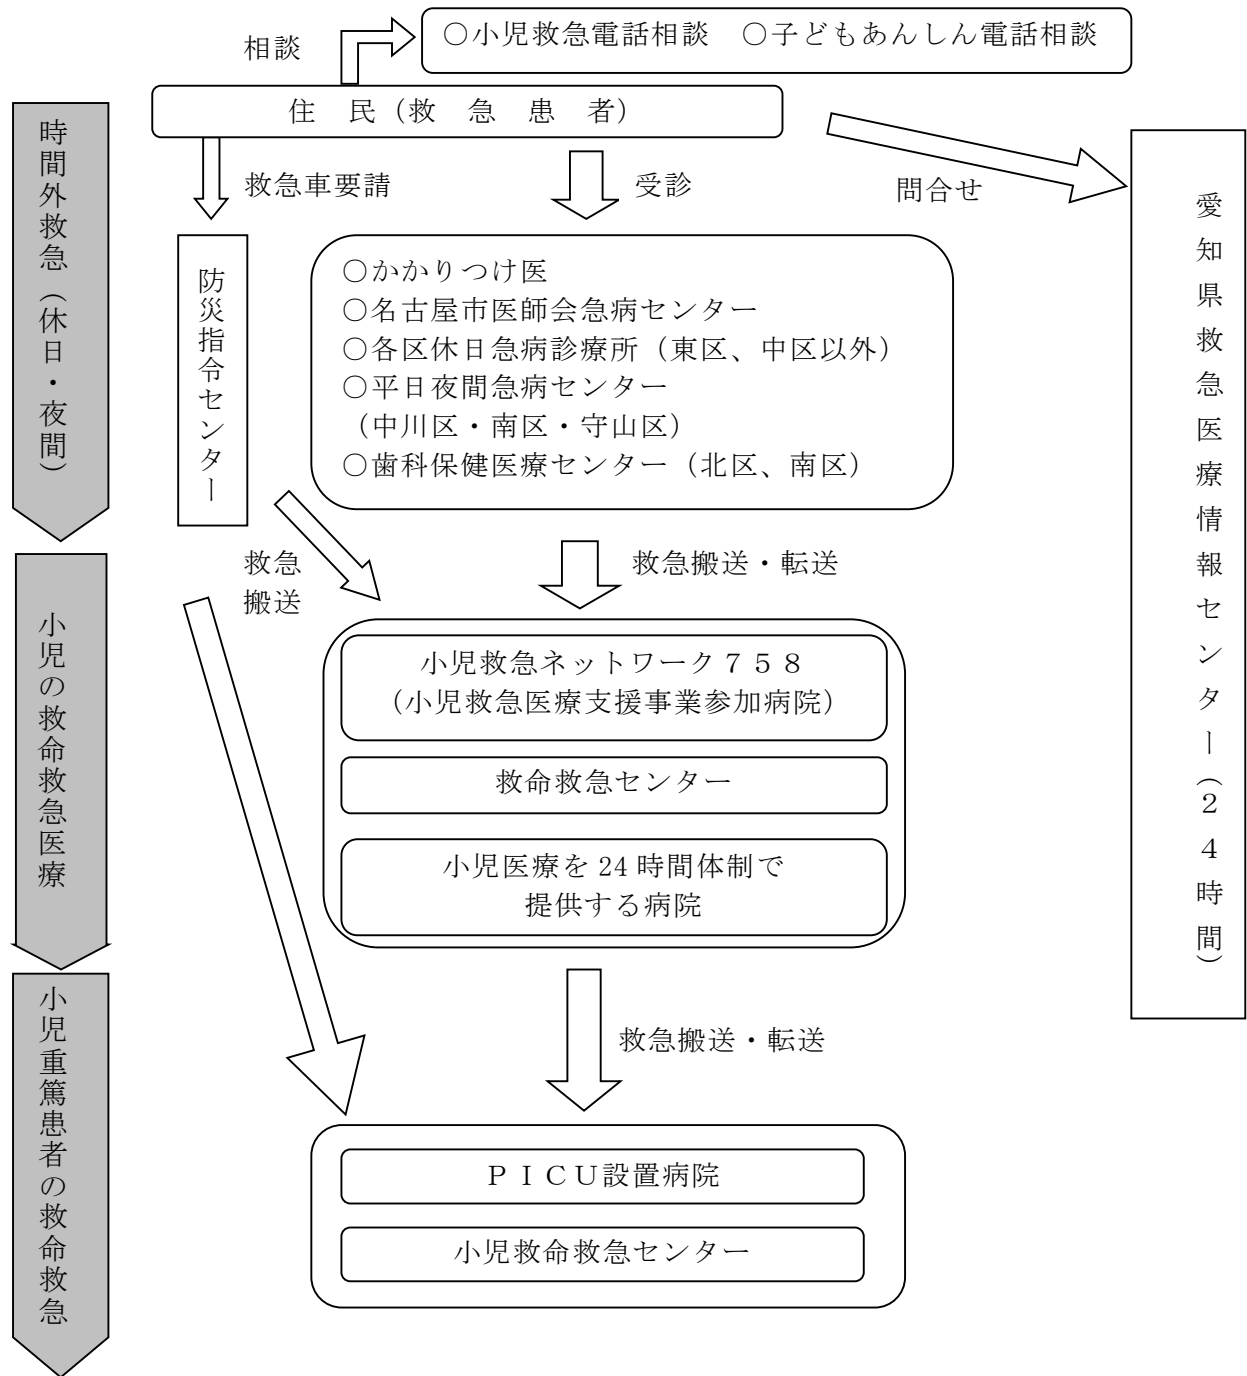 相談
○小児救急電話相談　○子どもあんしん電話相談
住　民（救　急　患　者）
時間外救急（休日・夜間）
救急車要請
受診
問合せ
愛知県救急医療情報センター（２４時間）
防災指令センター
○かかりつけ医
○名古屋市医師会急病センター
○各区休日急病診療所（東区、中区以外）
○平日夜間急病センター
（中川区・南区・守山区）
○歯科保健医療センター（北区、南区）
救急
搬送
救急搬送・転送
小児の救命救急医療
小児救急ネットワーク７５８
（小児救急医療支援事業参加病院）
救命救急センター
小児医療を 24 時間体制で
提供する病院
救急搬送・転送
小児重篤患者の救命救急
ＰＩＣＵ設置病院
小児救命救急センター